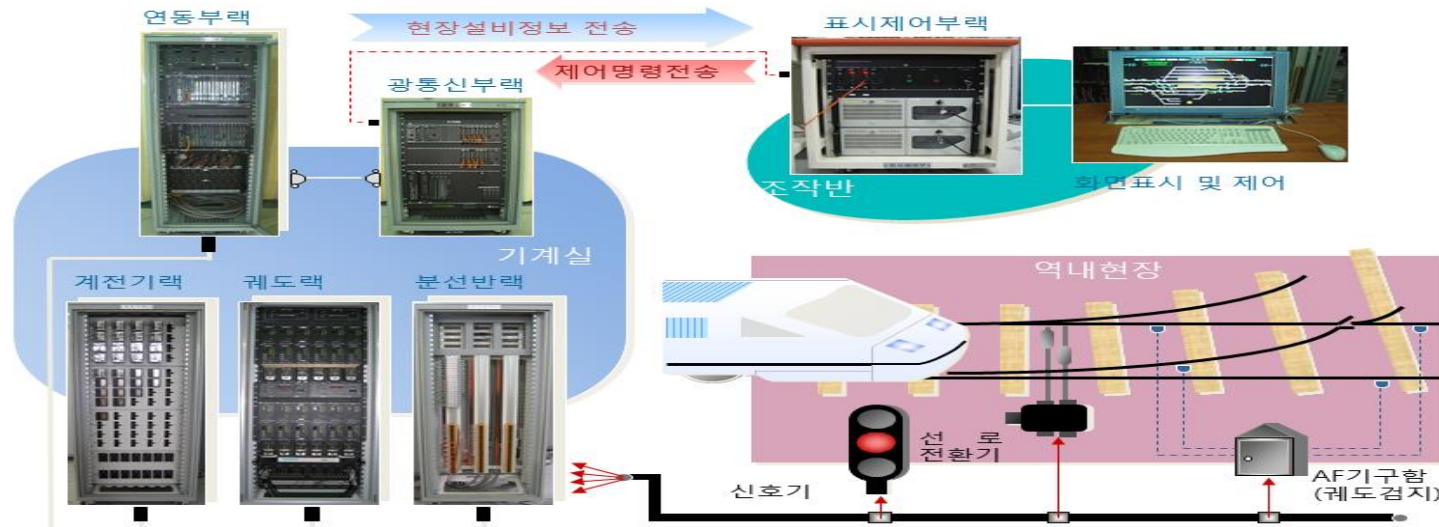 연동부랙
현장설비정보 전송
표시제어부랙
제어명령전송
광통신부랙
조작반
화면표시 및 제어
기계실
계전기랙
궤도랙
분선반랙
역내현장
선 로
전환기
신호기
AF기구함
(궤도검지)